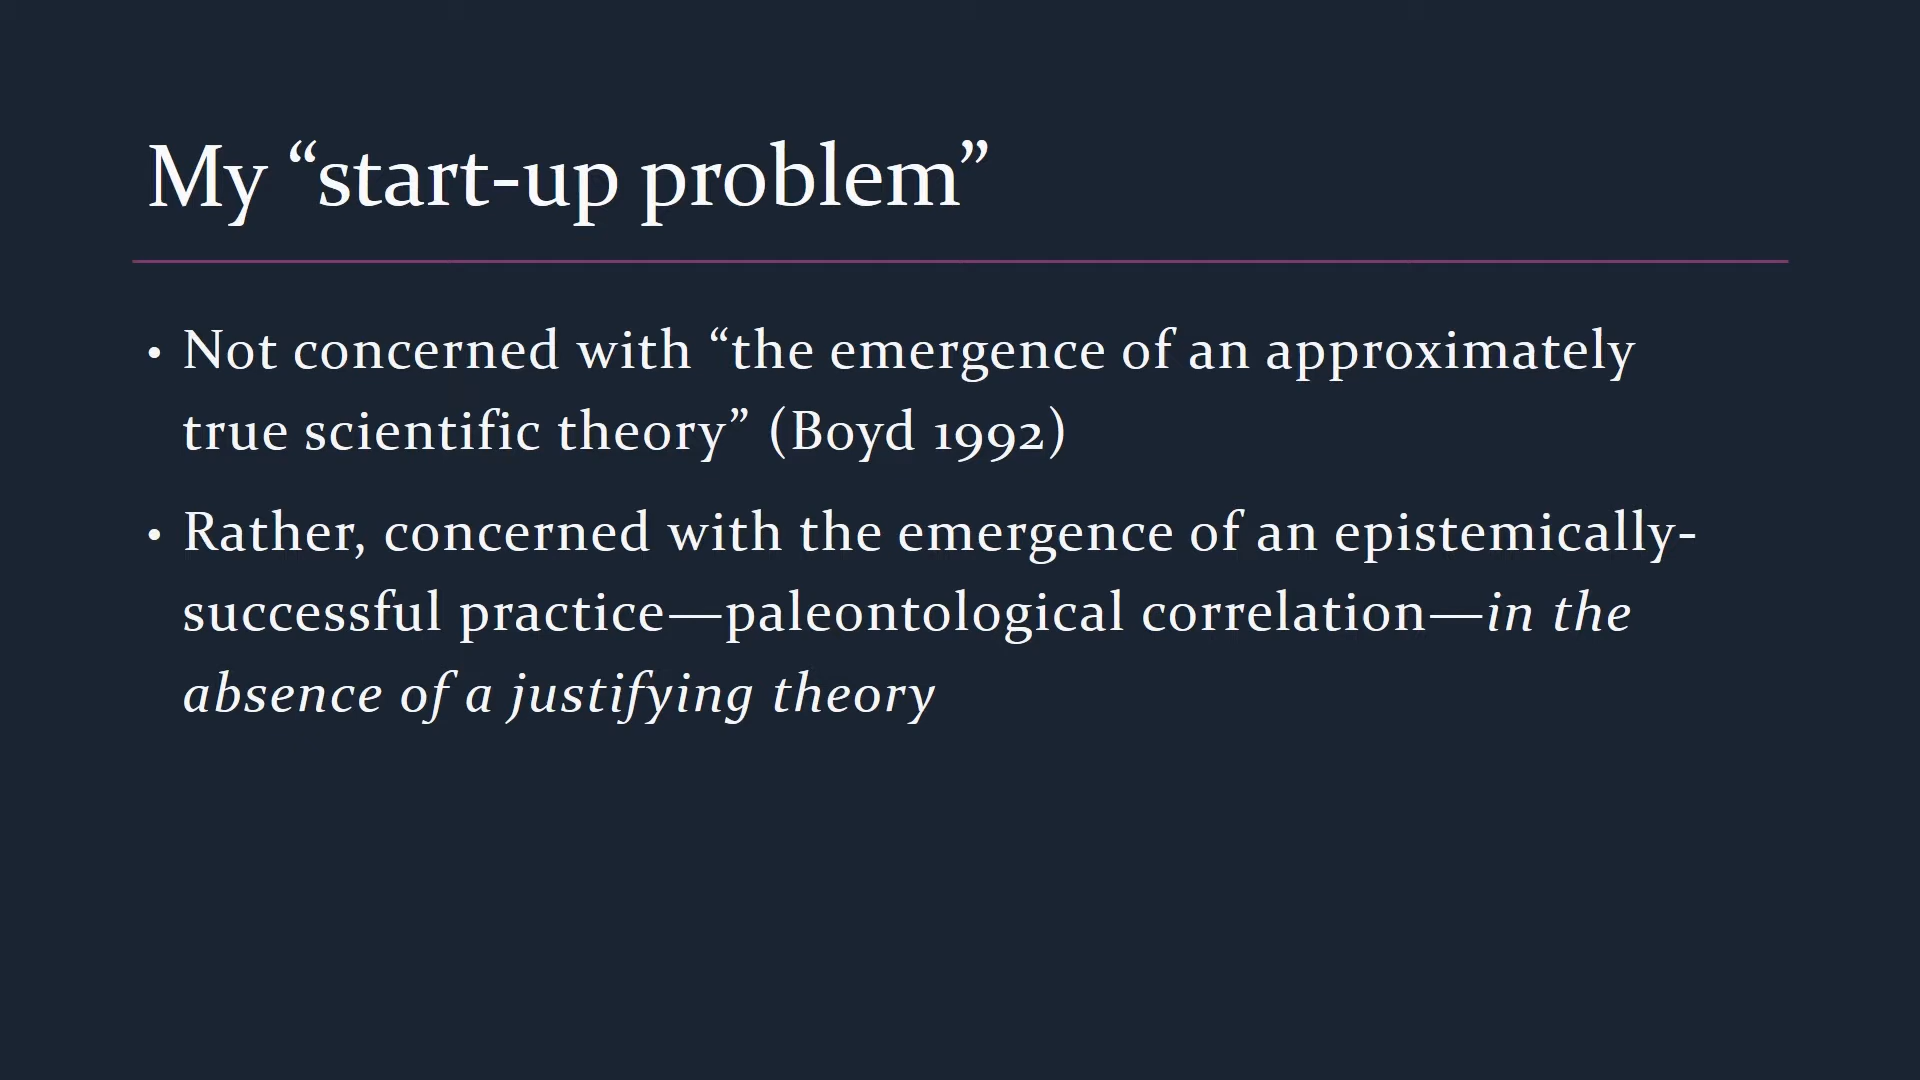 My “start-up problem”
• Not concerned with “the emergence of an approximately
true scientific theory” (Boyd 1992)
• Rather, concerned with the emergence of an epistemically-
successful practice—paleontological correlation—in the
absence of a justifying theory